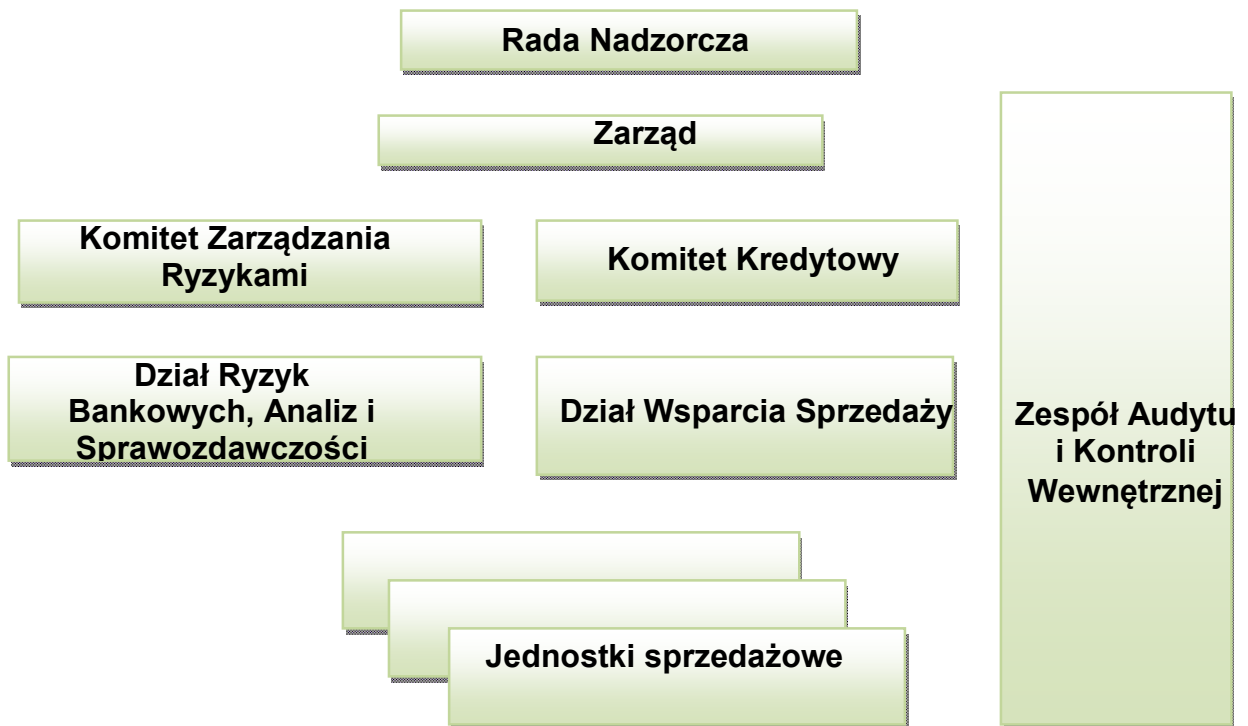 Rada Nadzorcza
Zarząd
Komitet Zarządzania
Ryzykami
Komitet Kredytowy
Dział Ryzyk
Bankowych, Analiz i
Sprawozdawczości
Dział Wsparcia Sprzedaży
Zespół Audytu
i Kontroli
Wewnętrznej
Jednostki sprzedażowe